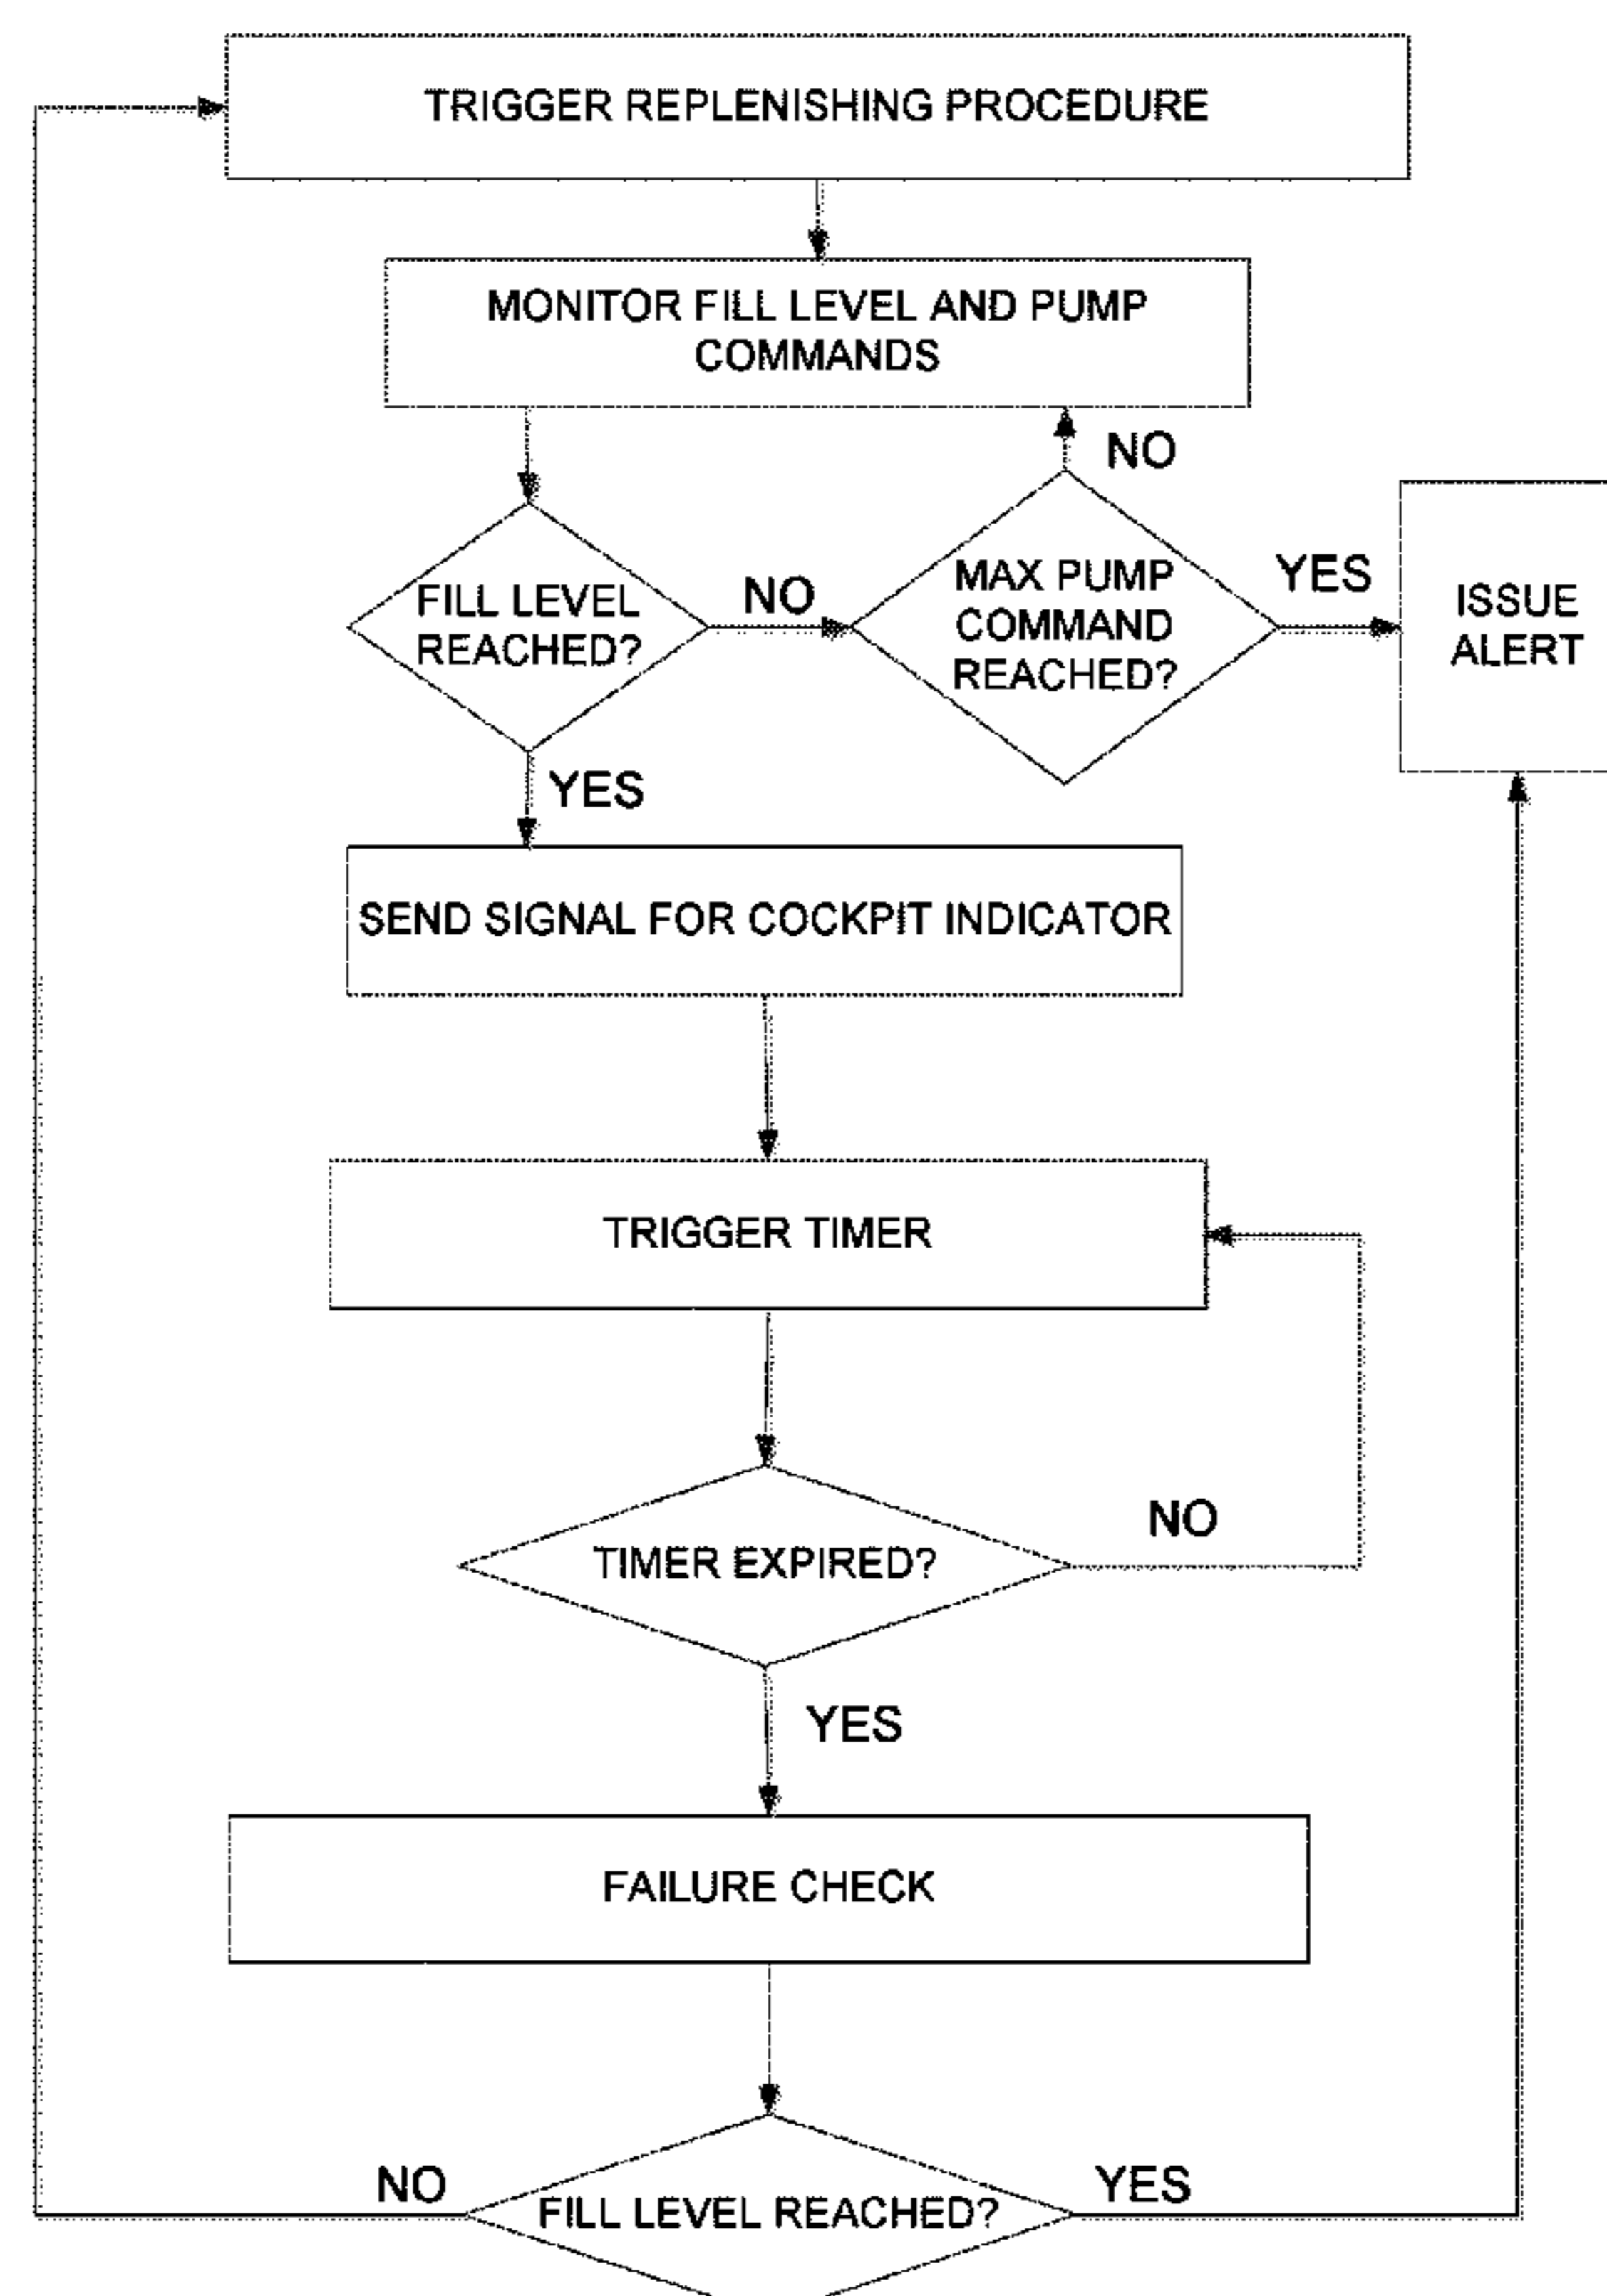 TRIGGER REPLENISHING PROCEDURE
MONITOR FILL LEVEL AND PUMP
COMMANDS
NO
FILL LEVEL
REACHED?
NO
MAX PUMP
COMMAND
REACHED?
YES
ISSUE
ALERT
YES
SEND SIGNAL FOR COCKPIT INDICATOR
TRIGGER TIMER
TIMER EXPIRED?
NO
YES
FAILURE CHECK
NO
FILL LEVEL REACHED?
YES